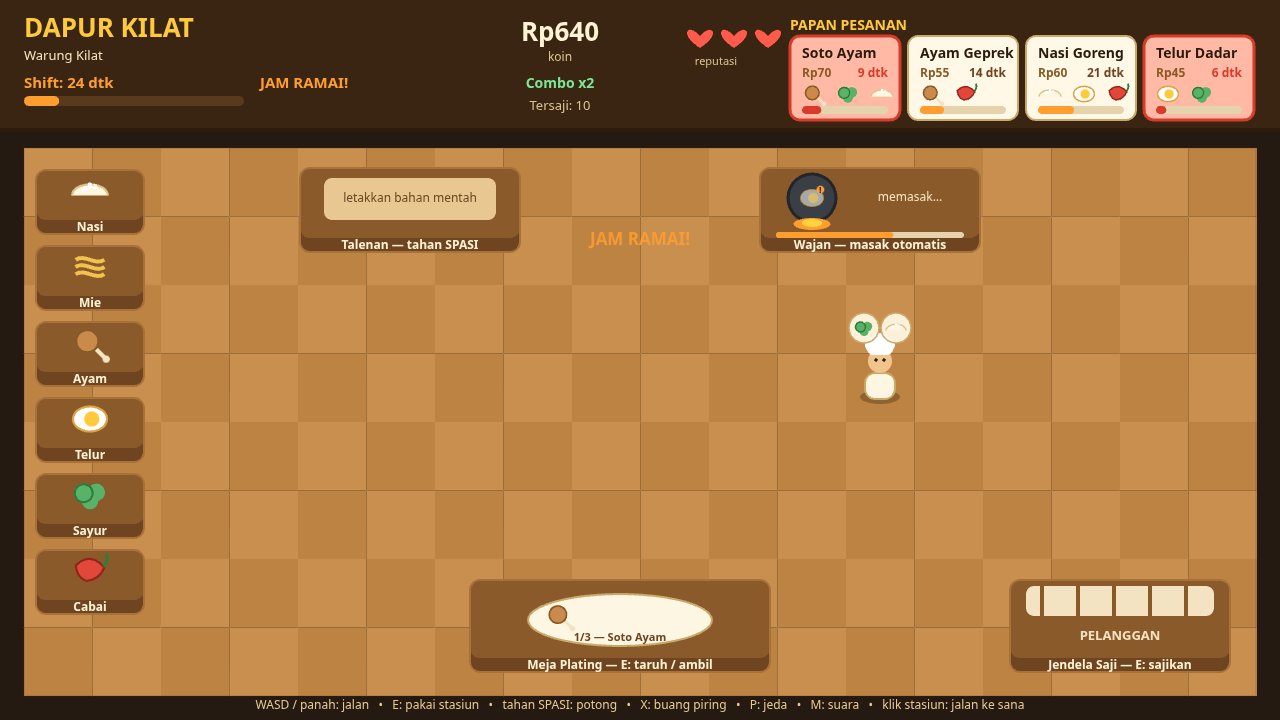 DAPUR KILAT
Warung Kilat
Shift: 24 dtk
JAM RAMAI!
Rp640
koin
Combo x2
Tersaji: 10
reputasi
PAPAN PESANAN
Soto Ayam
Rp70 9 dtk
Ayam Geprek
Rp55 14 dtk
Nasi Goreng
Rp60 21 dtk
Telur Dadar
Rp45 6 dtk
Nasi
Mie
Ayam
Telur
Sayur
Cabai
letakkan bahan mentah
Talenan — tahan SPASI
JAM RAMAI!
memasak...
Wajan — masak otomatis
1/3 — Soto Ayam
Meja Plating — E: taruh / ambil
PELANGGAN
Jendela Saji — E: sajikan
WASD / panah: jalan • E: pakai stasiun • tahan SPASI: potong • X: buang piring • P: jeda • M: suara • klik stasiun: jalan ke sana